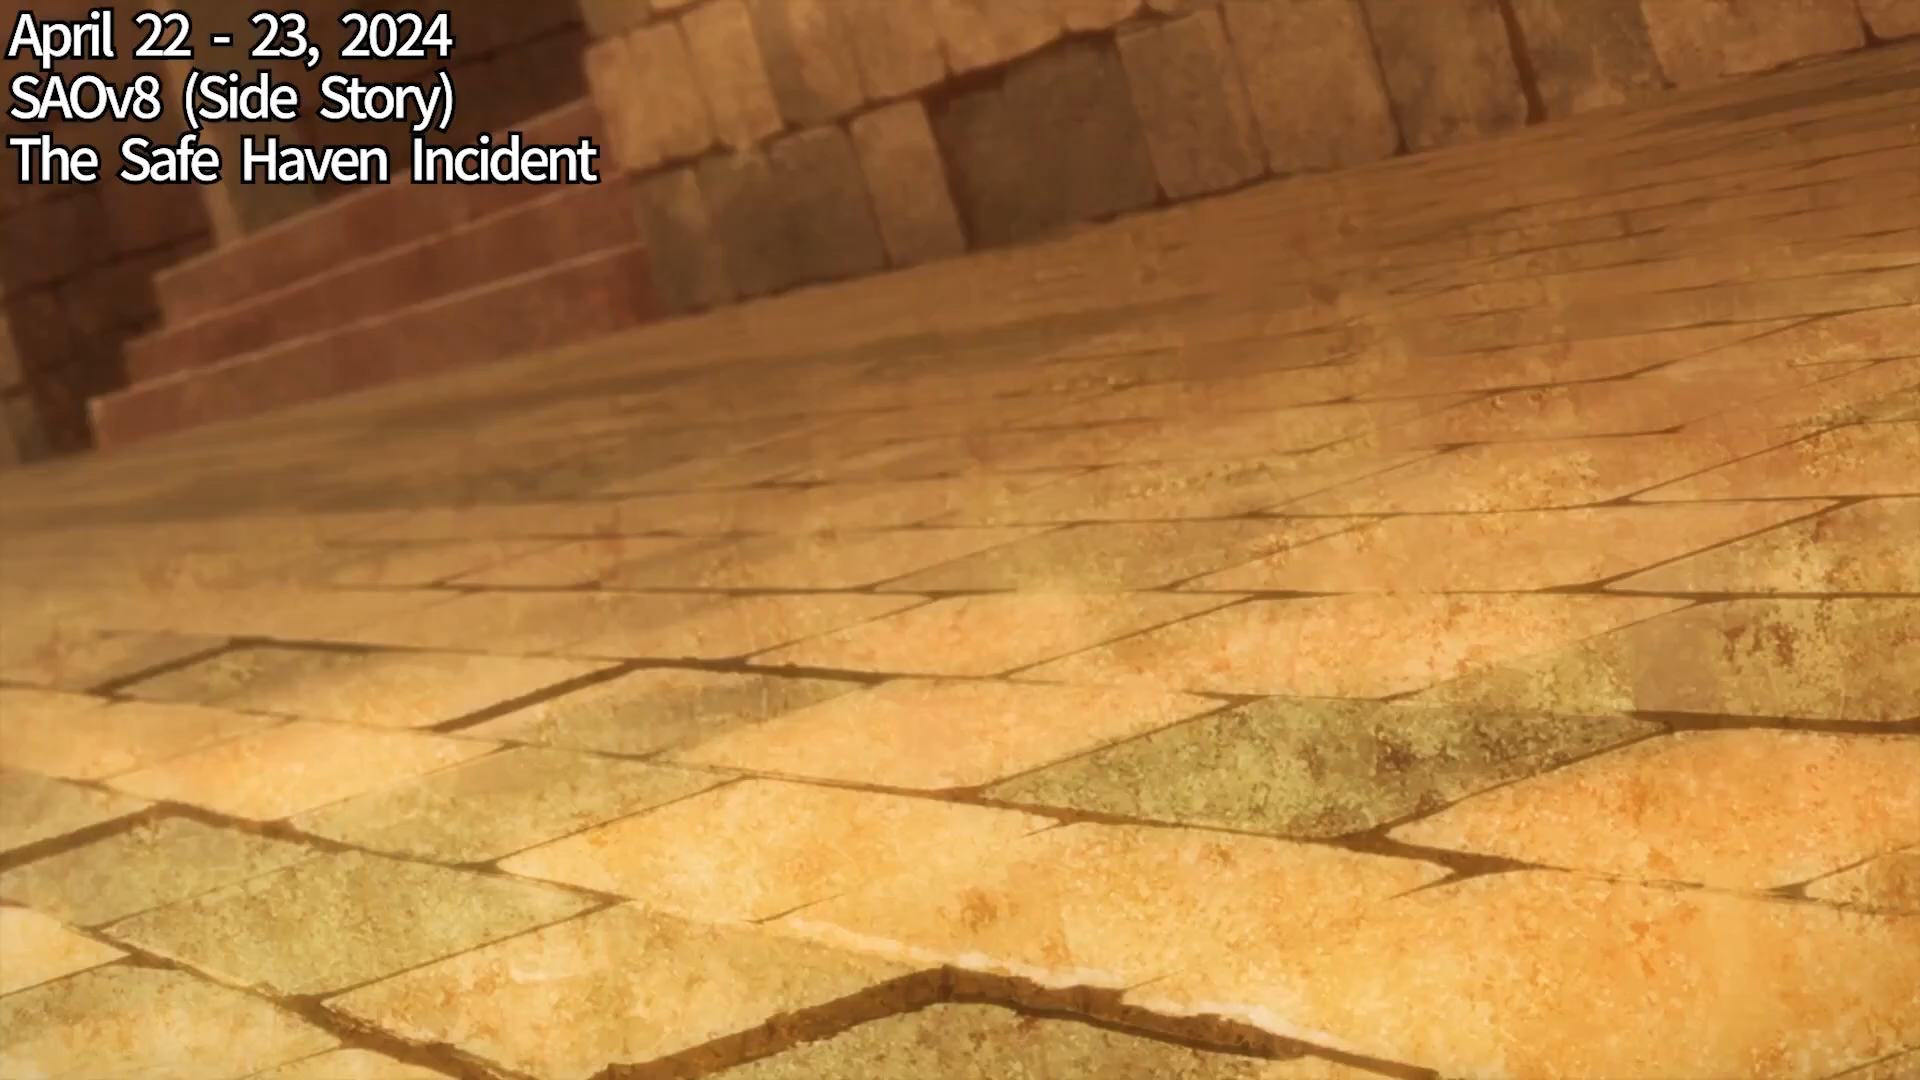 April 22 - 23, 2024
SAOv8 (Side Story)
The Safe Haven Incident